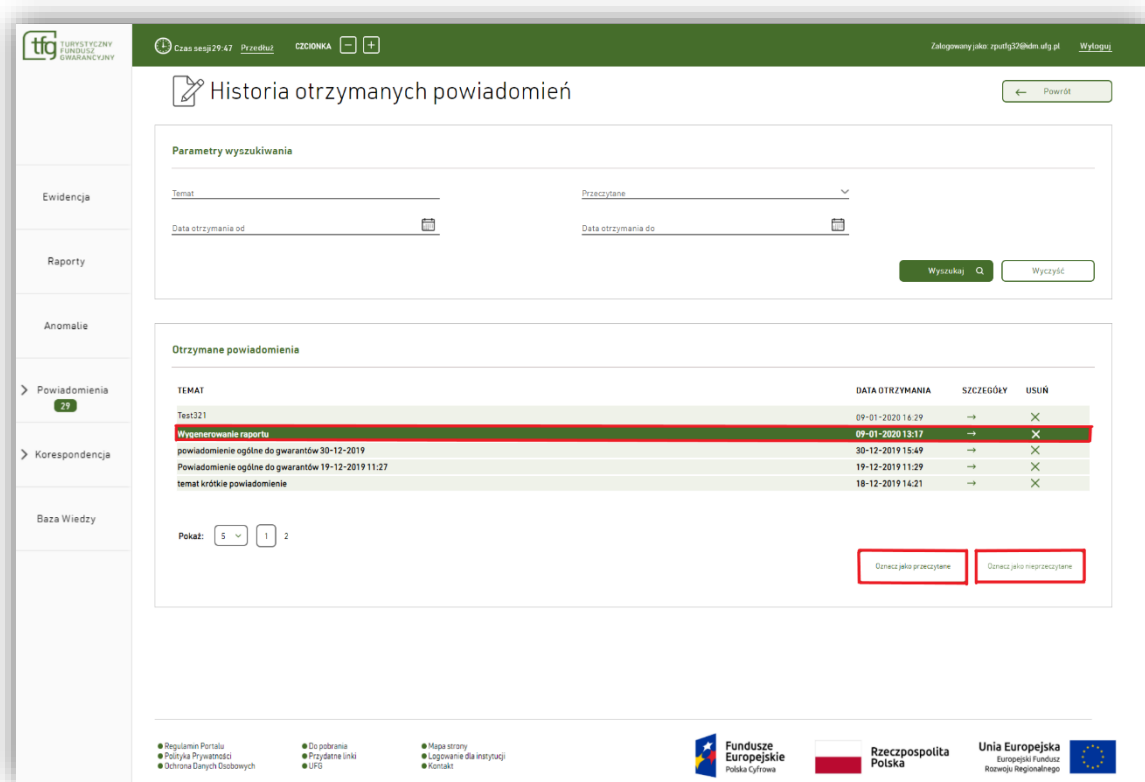 tfg TURYSTYCZNY
FUNDUSZ
GWARANCYJNY
Czas sesji 29:47 Przedłuż CZCIONKA
Zalogowany jako: zputfg32@idm.ufg.pl Wyloguj
Historia otrzymanych powiadomień
← Powrót
Parametry wyszukiwania
Temat
Przeczytane
Data otrzymania od
Data otrzymania do
Wyszukaj
Wyczyść
Ewidencja
Raporty
Anomalie
Powiadomienia
29
Korespondencja
Baza Wiedzy
Otrzymane powiadomienia
TEMAT DATA OTRZYMANIA SZCZEGÓŁY USUŃ
Test321 09-01-2020 16:29 →
Wygenerowanie raportu 09-01-2020 13:17 →
powiadomienie ogólne do gwarantów 30-12-2019 30-12-2019 15:49 →
Powiadomienie ogólne do gwarantów 19-12-2019 11:27 19-12-2019 11:29 →
temat krótkie powiadomienie 18-12-2019 14:21 →
Pokaż: 5 1 2
Oznacz jako przeczytane
Oznacz jako nieprzeczytane
Regulamin Portalu
Polityka Prywatności
Ochrona Danych Osobowych
Do pobrania
Przydatne linki
UFG
Mapa strony
Logowanie dla instytucji
Kontakt
Fundusze
Europejskie
Polska Cyfrowa
Rzeczpospolita
Polska
Unia Europejska
Europejski Fundusz
Rozwoju Regionalnego